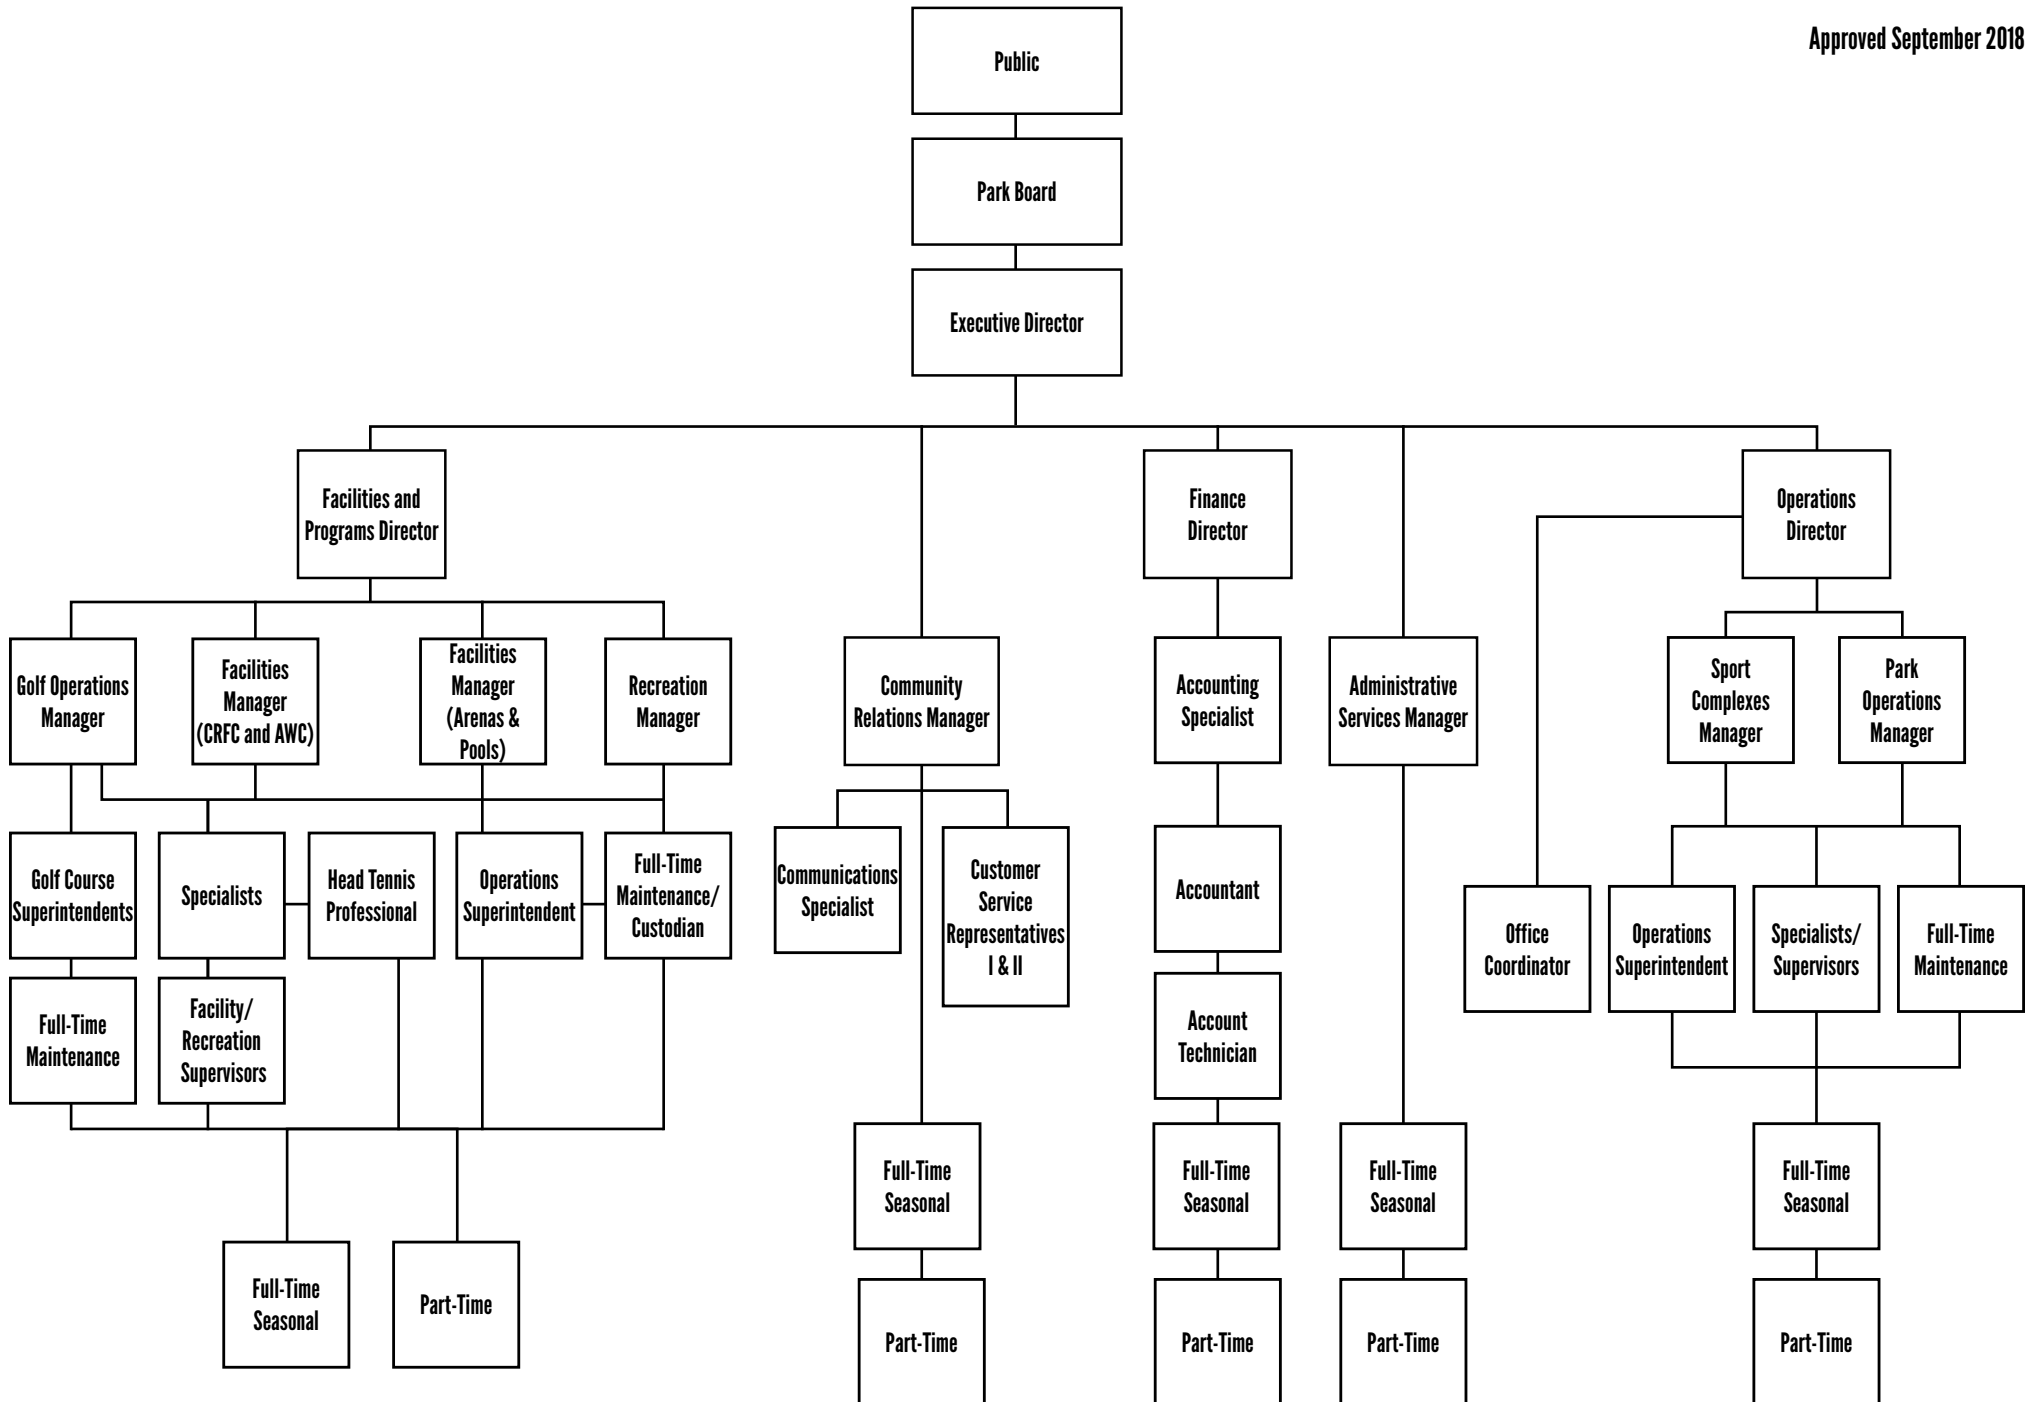 Approved September 2018
Public
Park Board
Executive Director
Facilities and
Programs Director
Finance
Director
Operations
Director
Golf Operations
Manager
Facilities
Manager
(CRFC and AWC)
Facilities
Manager
(Arenas &
Pools)
Recreation
Manager
Community
Relations Manager
Accounting
Specialist
Administrative
Services Manager
Sport
Complexes
Manager
Park
Operations
Manager
Golf Course
Superintendents
Specialists
Head Tennis
Professional
Operations
Superintendent
Full-Time
Maintenance/
Custodian
Communications
Specialist
Customer
Service
Representatives
I & II
Accountant
Office
Coordinator
Operations
Superintendent
Specialists/
Supervisors
Full-Time
Maintenance
Full-Time
Maintenance
Facility/
Recreation
Supervisors
Account
Technician
Full-Time
Seasonal
Full-Time
Seasonal
Full-Time
Seasonal
Full-Time
Seasonal
Full-Time
Seasonal
Part-Time
Part-Time
Part-Time
Part-Time
Part-Time